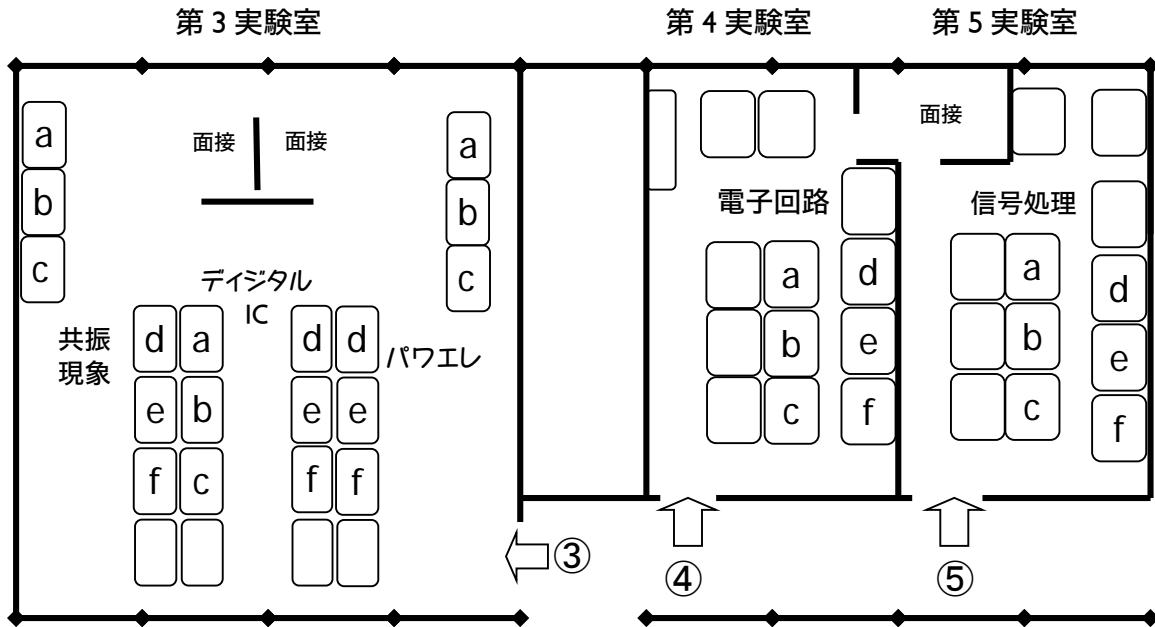 第3実験室
第4実験室
第5実験室
a
b
c
面接
面接
a
b
c
ディジタル
IC
共振
現象
d a
e b
f c
d d
e e
f f
パワエレ
③
電子回路
a
b
c
d
e
f
④
面接
信号処理
a
b
c
d
e
f
⑤